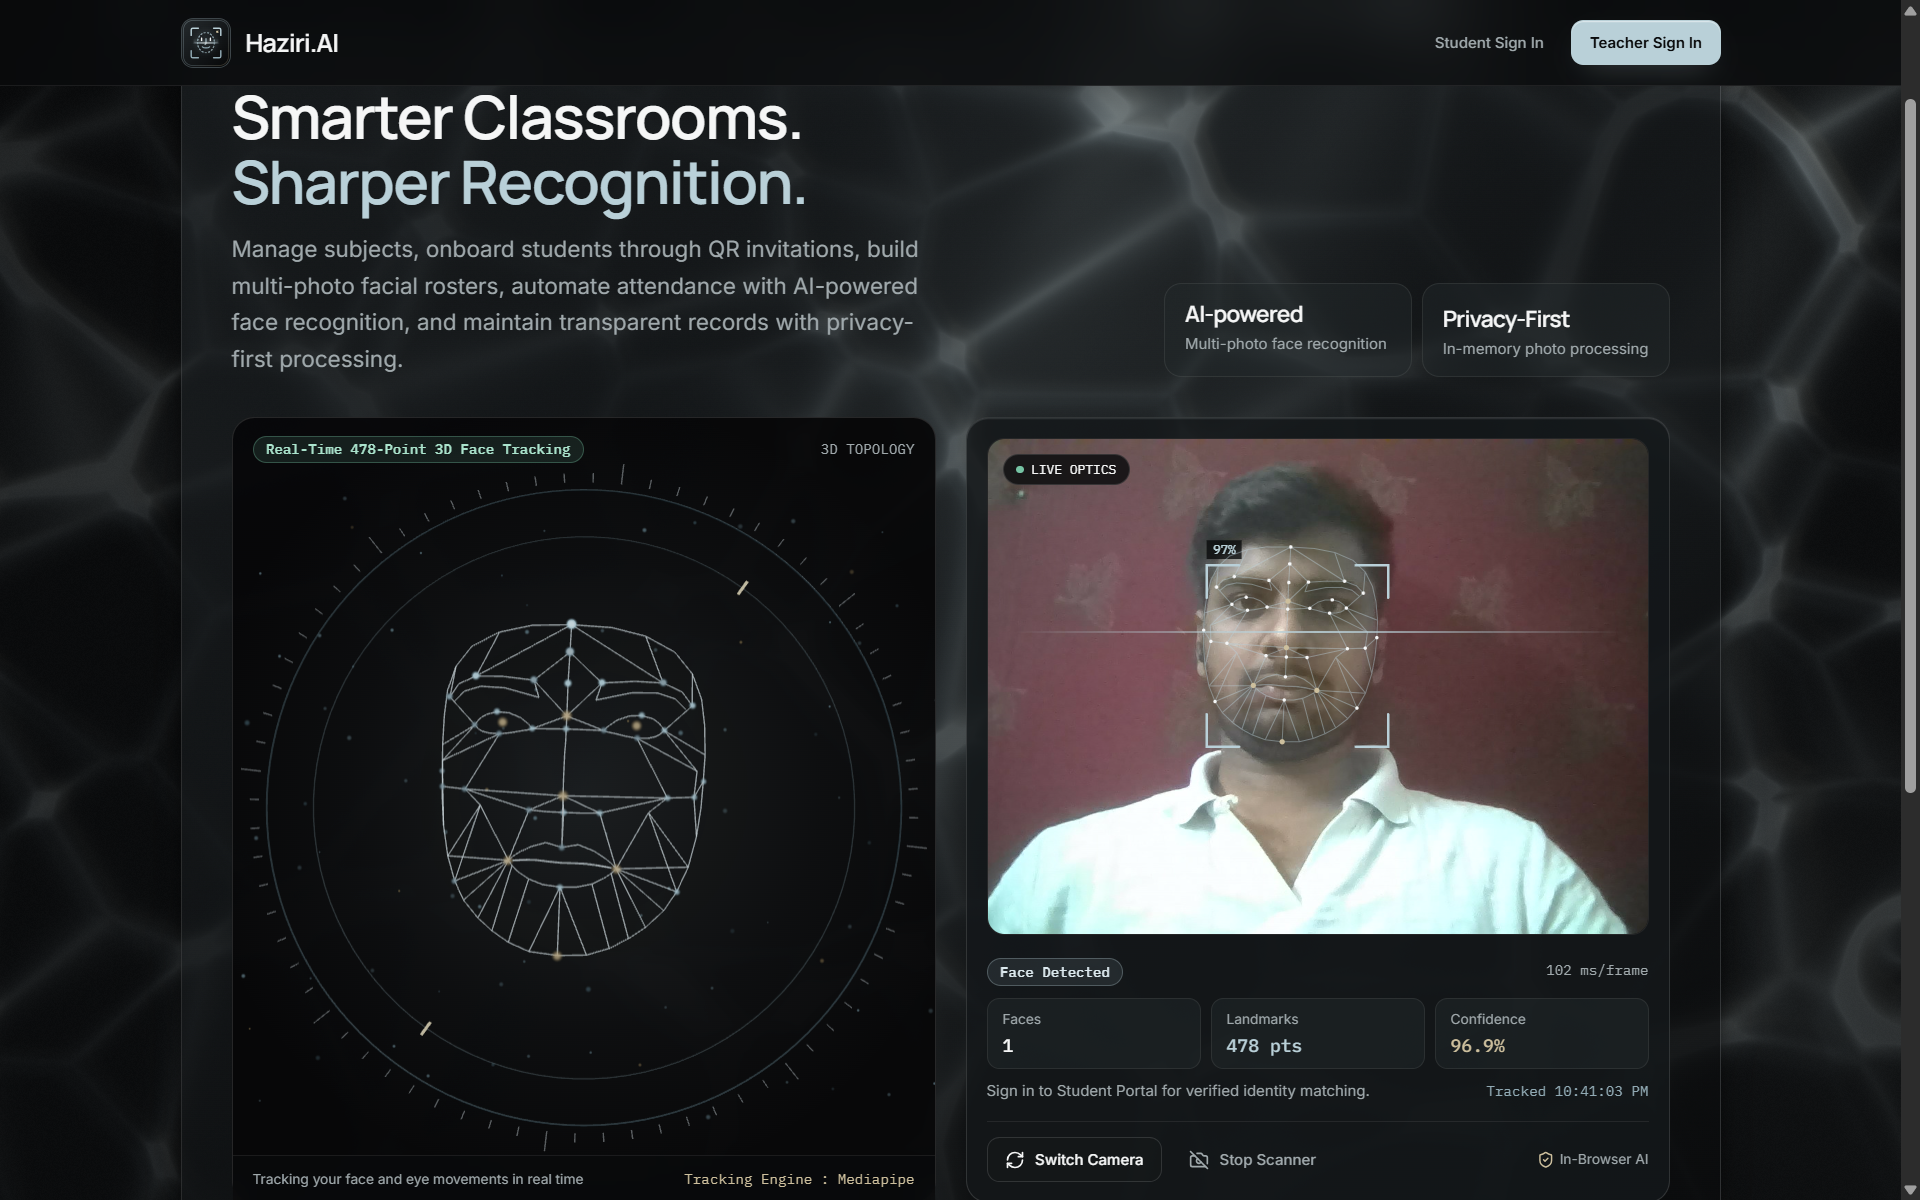 Haziri.AI
Student Sign In
Teacher Sign In
Smarter Classrooms.
Sharper Recognition.
Manage subjects, onboard students through QR invitations, build
multi-photo facial rosters, automate attendance with AI-powered
face recognition, and maintain transparent records with privacy-
first processing.
AI-powered
Multi-photo face recognition
Privacy-First
In-memory photo processing
Real-Time 478-Point 3D Face Tracking
3D TOPOLOGY
Tracking your face and eye movements in real time
Tracking Engine : Mediapipe
LIVE OPTICS
97%
Face Detected
102 ms/frame
Faces
1
Landmarks
478 pts
Confidence
96.9%
Sign in to Student Portal for verified identity matching.
Tracked 10:41:03 PM
Switch Camera
Stop Scanner
In-Browser AI